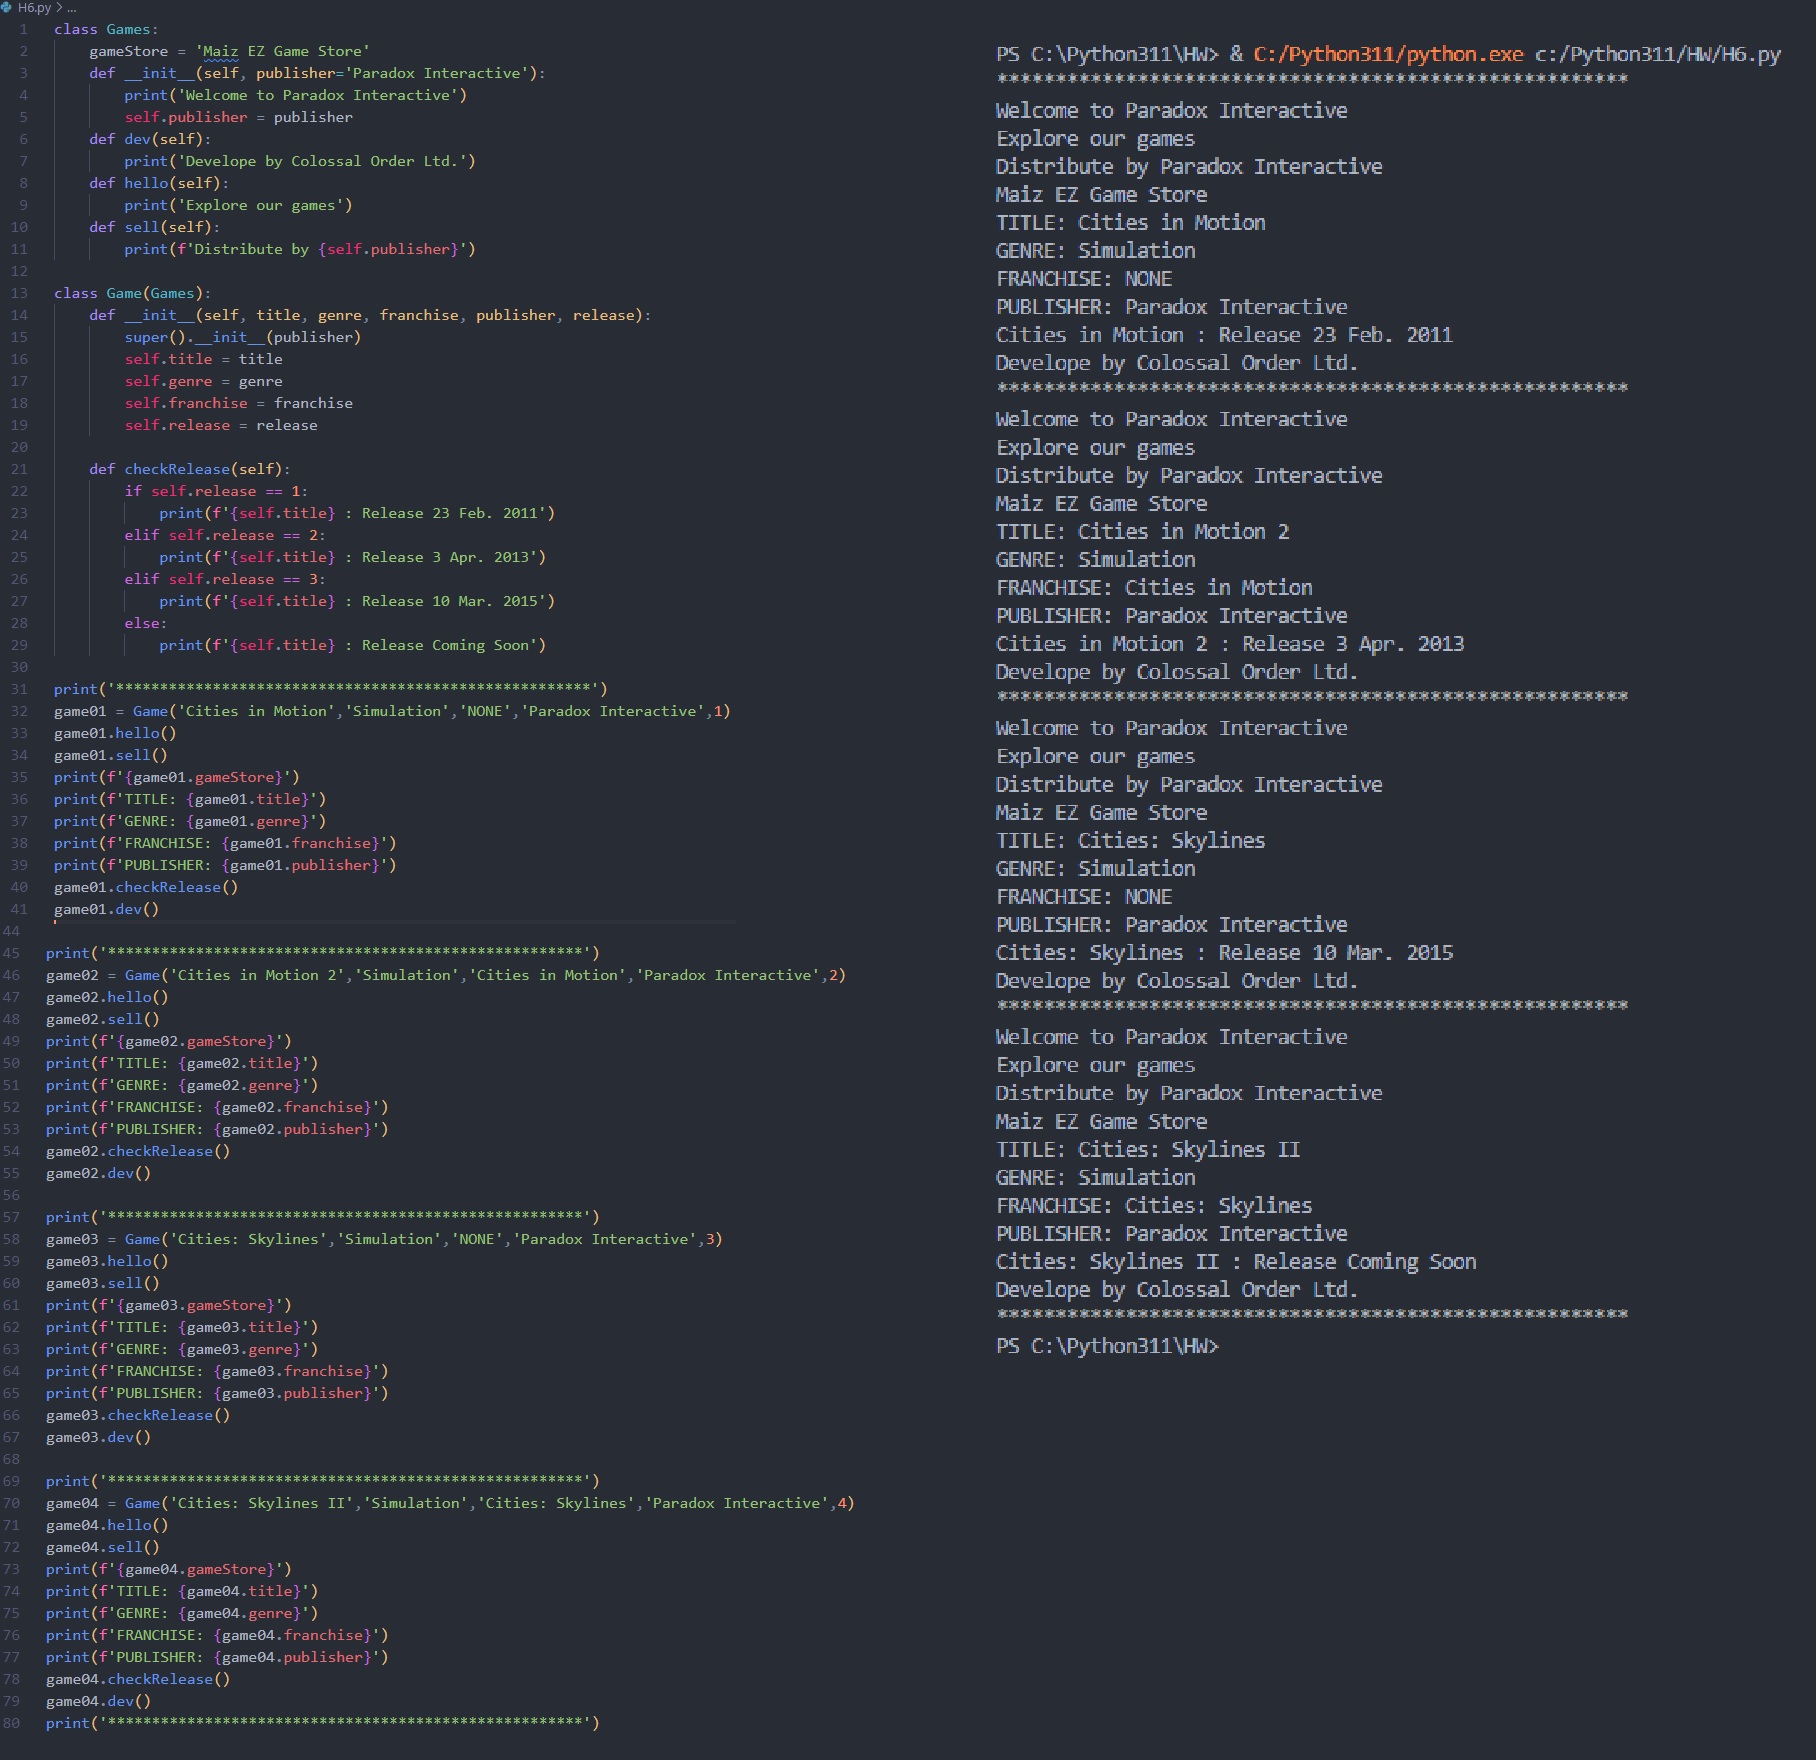 H6.py > ...
1 class Games:
2     gameStore = 'Maiz EZ Game Store'
3     def __init__(self, publisher='Paradox Interactive'):
4         print('Welcome to Paradox Interactive')
5         self.publisher = publisher
6     def dev(self):
7         print('Develope by Colossal Order Ltd.')
8     def hello(self):
9         print('Explore our games')
10     def sell(self):
11         print(f'Distribute by {self.publisher}')
12
13 class Game(Games):
14     def __init__(self, title, genre, franchise, publisher, release):
15         super().__init__(publisher)
16         self.title = title
17         self.genre = genre
18         self.franchise = franchise
19         self.release = release
20
21     def checkRelease(self):
22         if self.release == 1:
23             print(f'{self.title} : Release 23 Feb. 2011')
24         elif self.release == 2:
25             print(f'{self.title} : Release 3 Apr. 2013')
26         elif self.release == 3:
27             print(f'{self.title} : Release 10 Mar. 2015')
28         else:
29             print(f'{self.title} : Release Coming Soon')
30
31 print('******************************************************')
32 game01 = Game('Cities in Motion','Simulation','NONE','Paradox Interactive',1)
33 game01.hello()
34 game01.sell()
35 print(f'{game01.gameStore}')
36 print(f'TITLE: {game01.title}')
37 print(f'GENRE: {game01.genre}')
38 print(f'FRANCHISE: {game01.franchise}')
39 print(f'PUBLISHER: {game01.publisher}')
40 game01.checkRelease()
41 game01.dev()
44
45 print('******************************************************')
46 game02 = Game('Cities in Motion 2','Simulation','Cities in Motion','Paradox Interactive',2)
47 game02.hello()
48 game02.sell()
49 print(f'{game02.gameStore}')
50 print(f'TITLE: {game02.title}')
51 print(f'GENRE: {game02.genre}')
52 print(f'FRANCHISE: {game02.franchise}')
53 print(f'PUBLISHER: {game02.publisher}')
54 game02.checkRelease()
55 game02.dev()
56
57 print('******************************************************')
58 game03 = Game('Cities: Skylines','Simulation','NONE','Paradox Interactive',3)
59 game03.hello()
60 game03.sell()
61 print(f'{game03.gameStore}')
62 print(f'TITLE: {game03.title}')
63 print(f'GENRE: {game03.genre}')
64 print(f'FRANCHISE: {game03.franchise}')
65 print(f'PUBLISHER: {game03.publisher}')
66 game03.checkRelease()
67 game03.dev()
68
69 print('******************************************************')
70 game04 = Game('Cities: Skylines II','Simulation','Cities: Skylines','Paradox Interactive',4)
71 game04.hello()
72 game04.sell()
73 print(f'{game04.gameStore}')
74 print(f'TITLE: {game04.title}')
75 print(f'GENRE: {game04.genre}')
76 print(f'FRANCHISE: {game04.franchise}')
77 print(f'PUBLISHER: {game04.publisher}')
78 game04.checkRelease()
79 game04.dev()
80 print('******************************************************')
PS C:\Python311\HW> & C:/Python311/python.exe c:/Python311/HW/H6.py
******************************************************
Welcome to Paradox Interactive
Explore our games
Distribute by Paradox Interactive
Maiz EZ Game Store
TITLE: Cities in Motion
GENRE: Simulation
FRANCHISE: NONE
PUBLISHER: Paradox Interactive
Cities in Motion : Release 23 Feb. 2011
Develope by Colossal Order Ltd.
******************************************************
Welcome to Paradox Interactive
Explore our games
Distribute by Paradox Interactive
Maiz EZ Game Store
TITLE: Cities in Motion 2
GENRE: Simulation
FRANCHISE: Cities in Motion
PUBLISHER: Paradox Interactive
Cities in Motion 2 : Release 3 Apr. 2013
Develope by Colossal Order Ltd.
******************************************************
Welcome to Paradox Interactive
Explore our games
Distribute by Paradox Interactive
Maiz EZ Game Store
TITLE: Cities: Skylines
GENRE: Simulation
FRANCHISE: NONE
PUBLISHER: Paradox Interactive
Cities: Skylines : Release 10 Mar. 2015
Develope by Colossal Order Ltd.
******************************************************
Welcome to Paradox Interactive
Explore our games
Distribute by Paradox Interactive
Maiz EZ Game Store
TITLE: Cities: Skylines II
GENRE: Simulation
FRANCHISE: Cities: Skylines
PUBLISHER: Paradox Interactive
Cities: Skylines II : Release Coming Soon
Develope by Colossal Order Ltd.
******************************************************
PS C:\Python311\HW>